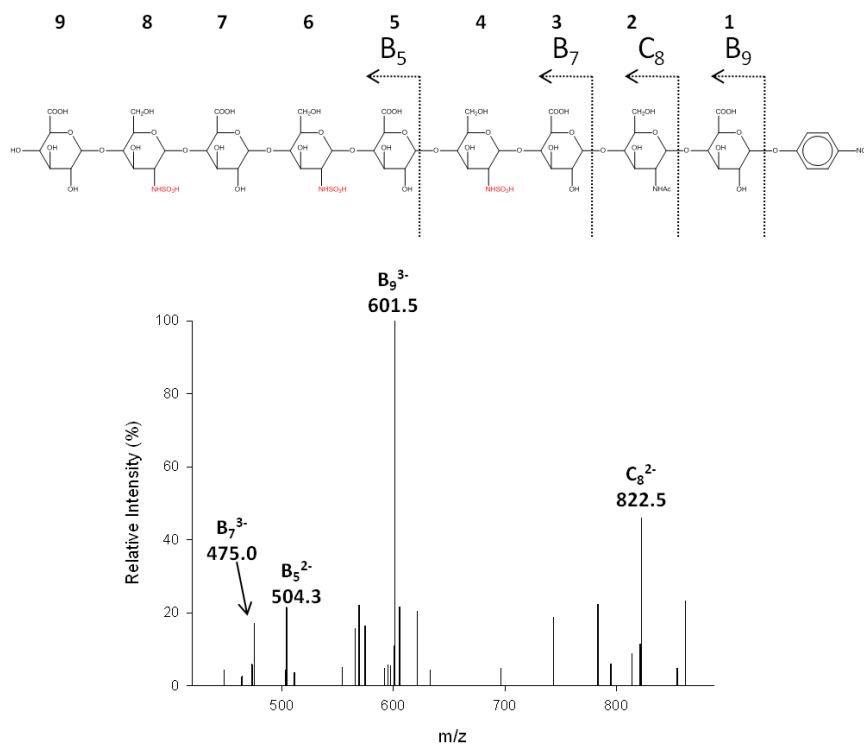 9 8 7 6 5 4 3 2 1
B5 B7 C8 B9
COOH CH2OH COOH CH2OH COOH CH2OH COOH CH2OH COOH
HO O O O O O O O O O O O O O O O O O O
OH OH OH OH OH OH OH OH OH
HO
OH NHSO3H OH NHSO3H OH NHSO3H OH NHAc OH
B9 3-
601.5
100
80
C8 2-
822.5
60
Relative Intensity (%)
B7 3-
475.0
40
B5 2-
504.3
20
0
500 600 700 800
m/z